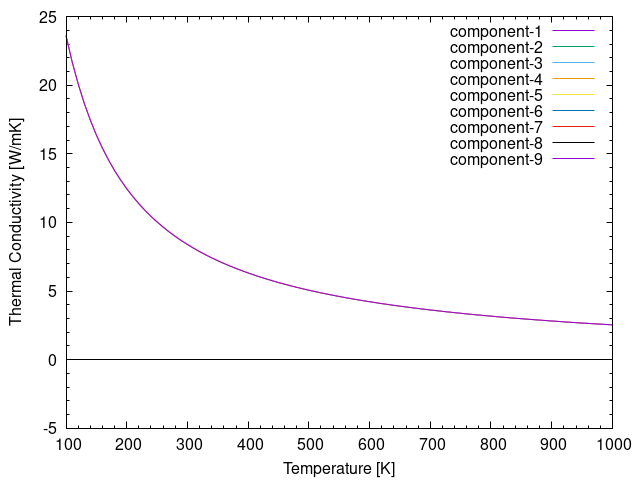 25
20
15
10
5
0
-5
100 200 300 400 500 600 700 800 900 1000
Thermal Conductivity [W/mK]
Temperature [K]
component-1
component-2
component-3
component-4
component-5
component-6
component-7
component-8
component-9